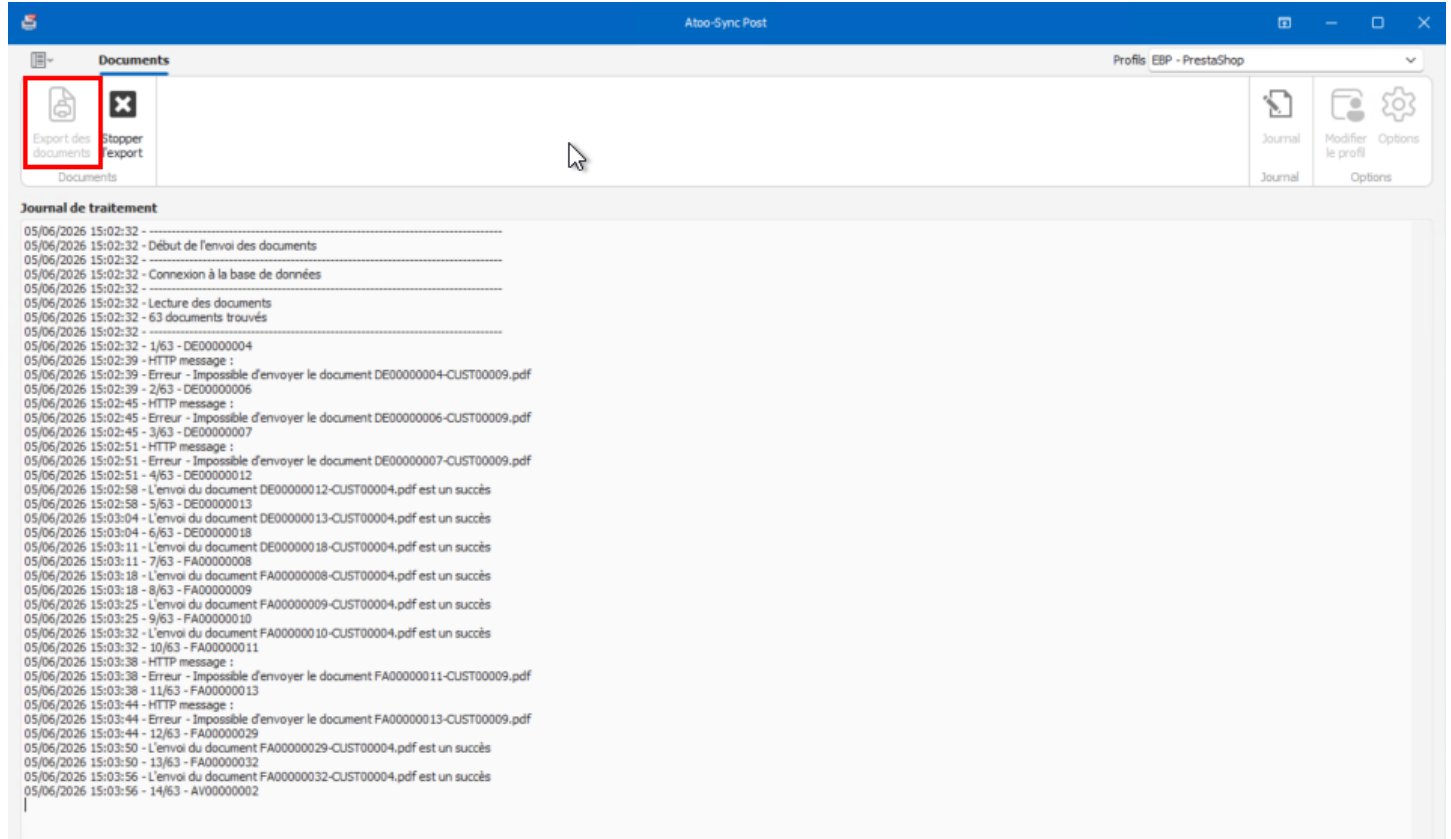 Atoo-Sync Post
Documents
Profils EBP - PrestaShop
Export des documents
Stopper l'export
Documents
Journal
Modifier le profil
Options
Journal
Options
Journal de traitement
05/06/2026 15:02:32 - --------------------------------------------------------------------------------
05/06/2026 15:02:32 - Début de l'envoi des documents
05/06/2026 15:02:32 - --------------------------------------------------------------------------------
05/06/2026 15:02:32 - Connexion à la base de données
05/06/2026 15:02:32 - --------------------------------------------------------------------------------
05/06/2026 15:02:32 - Lecture des documents
05/06/2026 15:02:32 - 63 documents trouvés
05/06/2026 15:02:32 - --------------------------------------------------------------------------------
05/06/2026 15:02:32 - 1/63 - DE00000004
05/06/2026 15:02:39 - HTTP message :
05/06/2026 15:02:39 - Erreur - Impossible d'envoyer le document DE00000004-CUST00009.pdf
05/06/2026 15:02:39 - 2/63 - DE00000006
05/06/2026 15:02:45 - HTTP message :
05/06/2026 15:02:45 - Erreur - Impossible d'envoyer le document DE00000006-CUST00009.pdf
05/06/2026 15:02:45 - 3/63 - DE00000007
05/06/2026 15:02:51 - HTTP message :
05/06/2026 15:02:51 - Erreur - Impossible d'envoyer le document DE00000007-CUST00009.pdf
05/06/2026 15:02:51 - 4/63 - DE00000012
05/06/2026 15:02:58 - L'envoi du document DE00000012-CUST00004.pdf est un succès
05/06/2026 15:02:58 - 5/63 - DE00000013
05/06/2026 15:03:04 - L'envoi du document DE00000013-CUST00004.pdf est un succès
05/06/2026 15:03:04 - 6/63 - DE00000018
05/06/2026 15:03:11 - L'envoi du document DE00000018-CUST00004.pdf est un succès
05/06/2026 15:03:11 - 7/63 - FA00000008
05/06/2026 15:03:18 - L'envoi du document FA00000008-CUST00004.pdf est un succès
05/06/2026 15:03:18 - 8/63 - FA00000009
05/06/2026 15:03:25 - L'envoi du document FA00000009-CUST00004.pdf est un succès
05/06/2026 15:03:25 - 9/63 - FA00000010
05/06/2026 15:03:32 - L'envoi du document FA00000010-CUST00004.pdf est un succès
05/06/2026 15:03:32 - 10/63 - FA00000011
05/06/2026 15:03:38 - HTTP message :
05/06/2026 15:03:38 - Erreur - Impossible d'envoyer le document FA00000011-CUST00009.pdf
05/06/2026 15:03:38 - 11/63 - FA00000013
05/06/2026 15:03:44 - HTTP message :
05/06/2026 15:03:44 - Erreur - Impossible d'envoyer le document FA00000013-CUST00009.pdf
05/06/2026 15:03:44 - 12/63 - FA00000029
05/06/2026 15:03:50 - L'envoi du document FA00000029-CUST00004.pdf est un succès
05/06/2026 15:03:50 - 13/63 - FA00000032
05/06/2026 15:03:56 - L'envoi du document FA00000032-CUST00004.pdf est un succès
05/06/2026 15:03:56 - 14/63 - AV00000002